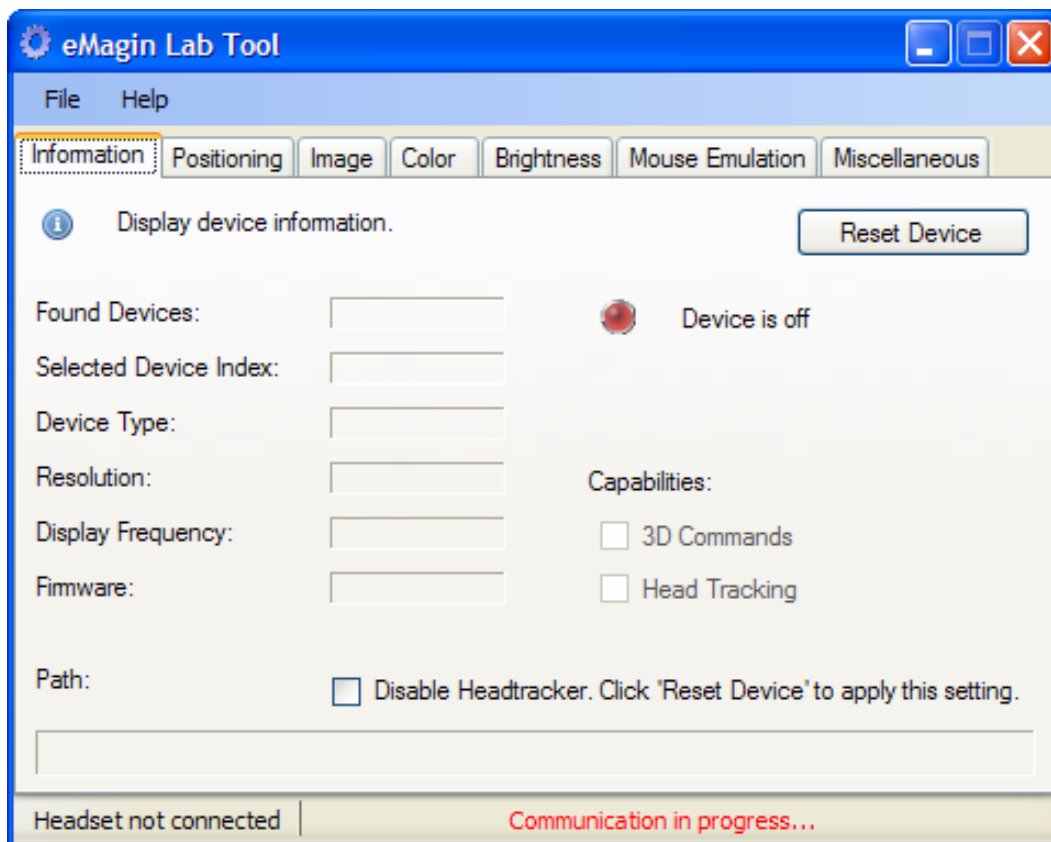 eMagin Lab Tool
File Help
Information Positioning Image Color Brightness Mouse Emulation Miscellaneous
Display device information.
Reset Device
Found Devices:
Device is off
Selected Device Index:
Device Type:
Resolution:
Capabilities:
Display Frequency:
3D Commands
Firmware:
Head Tracking
Path:
Disable Headtracker. Click 'Reset Device' to apply this setting.
Headset not connected
Communication in progress...